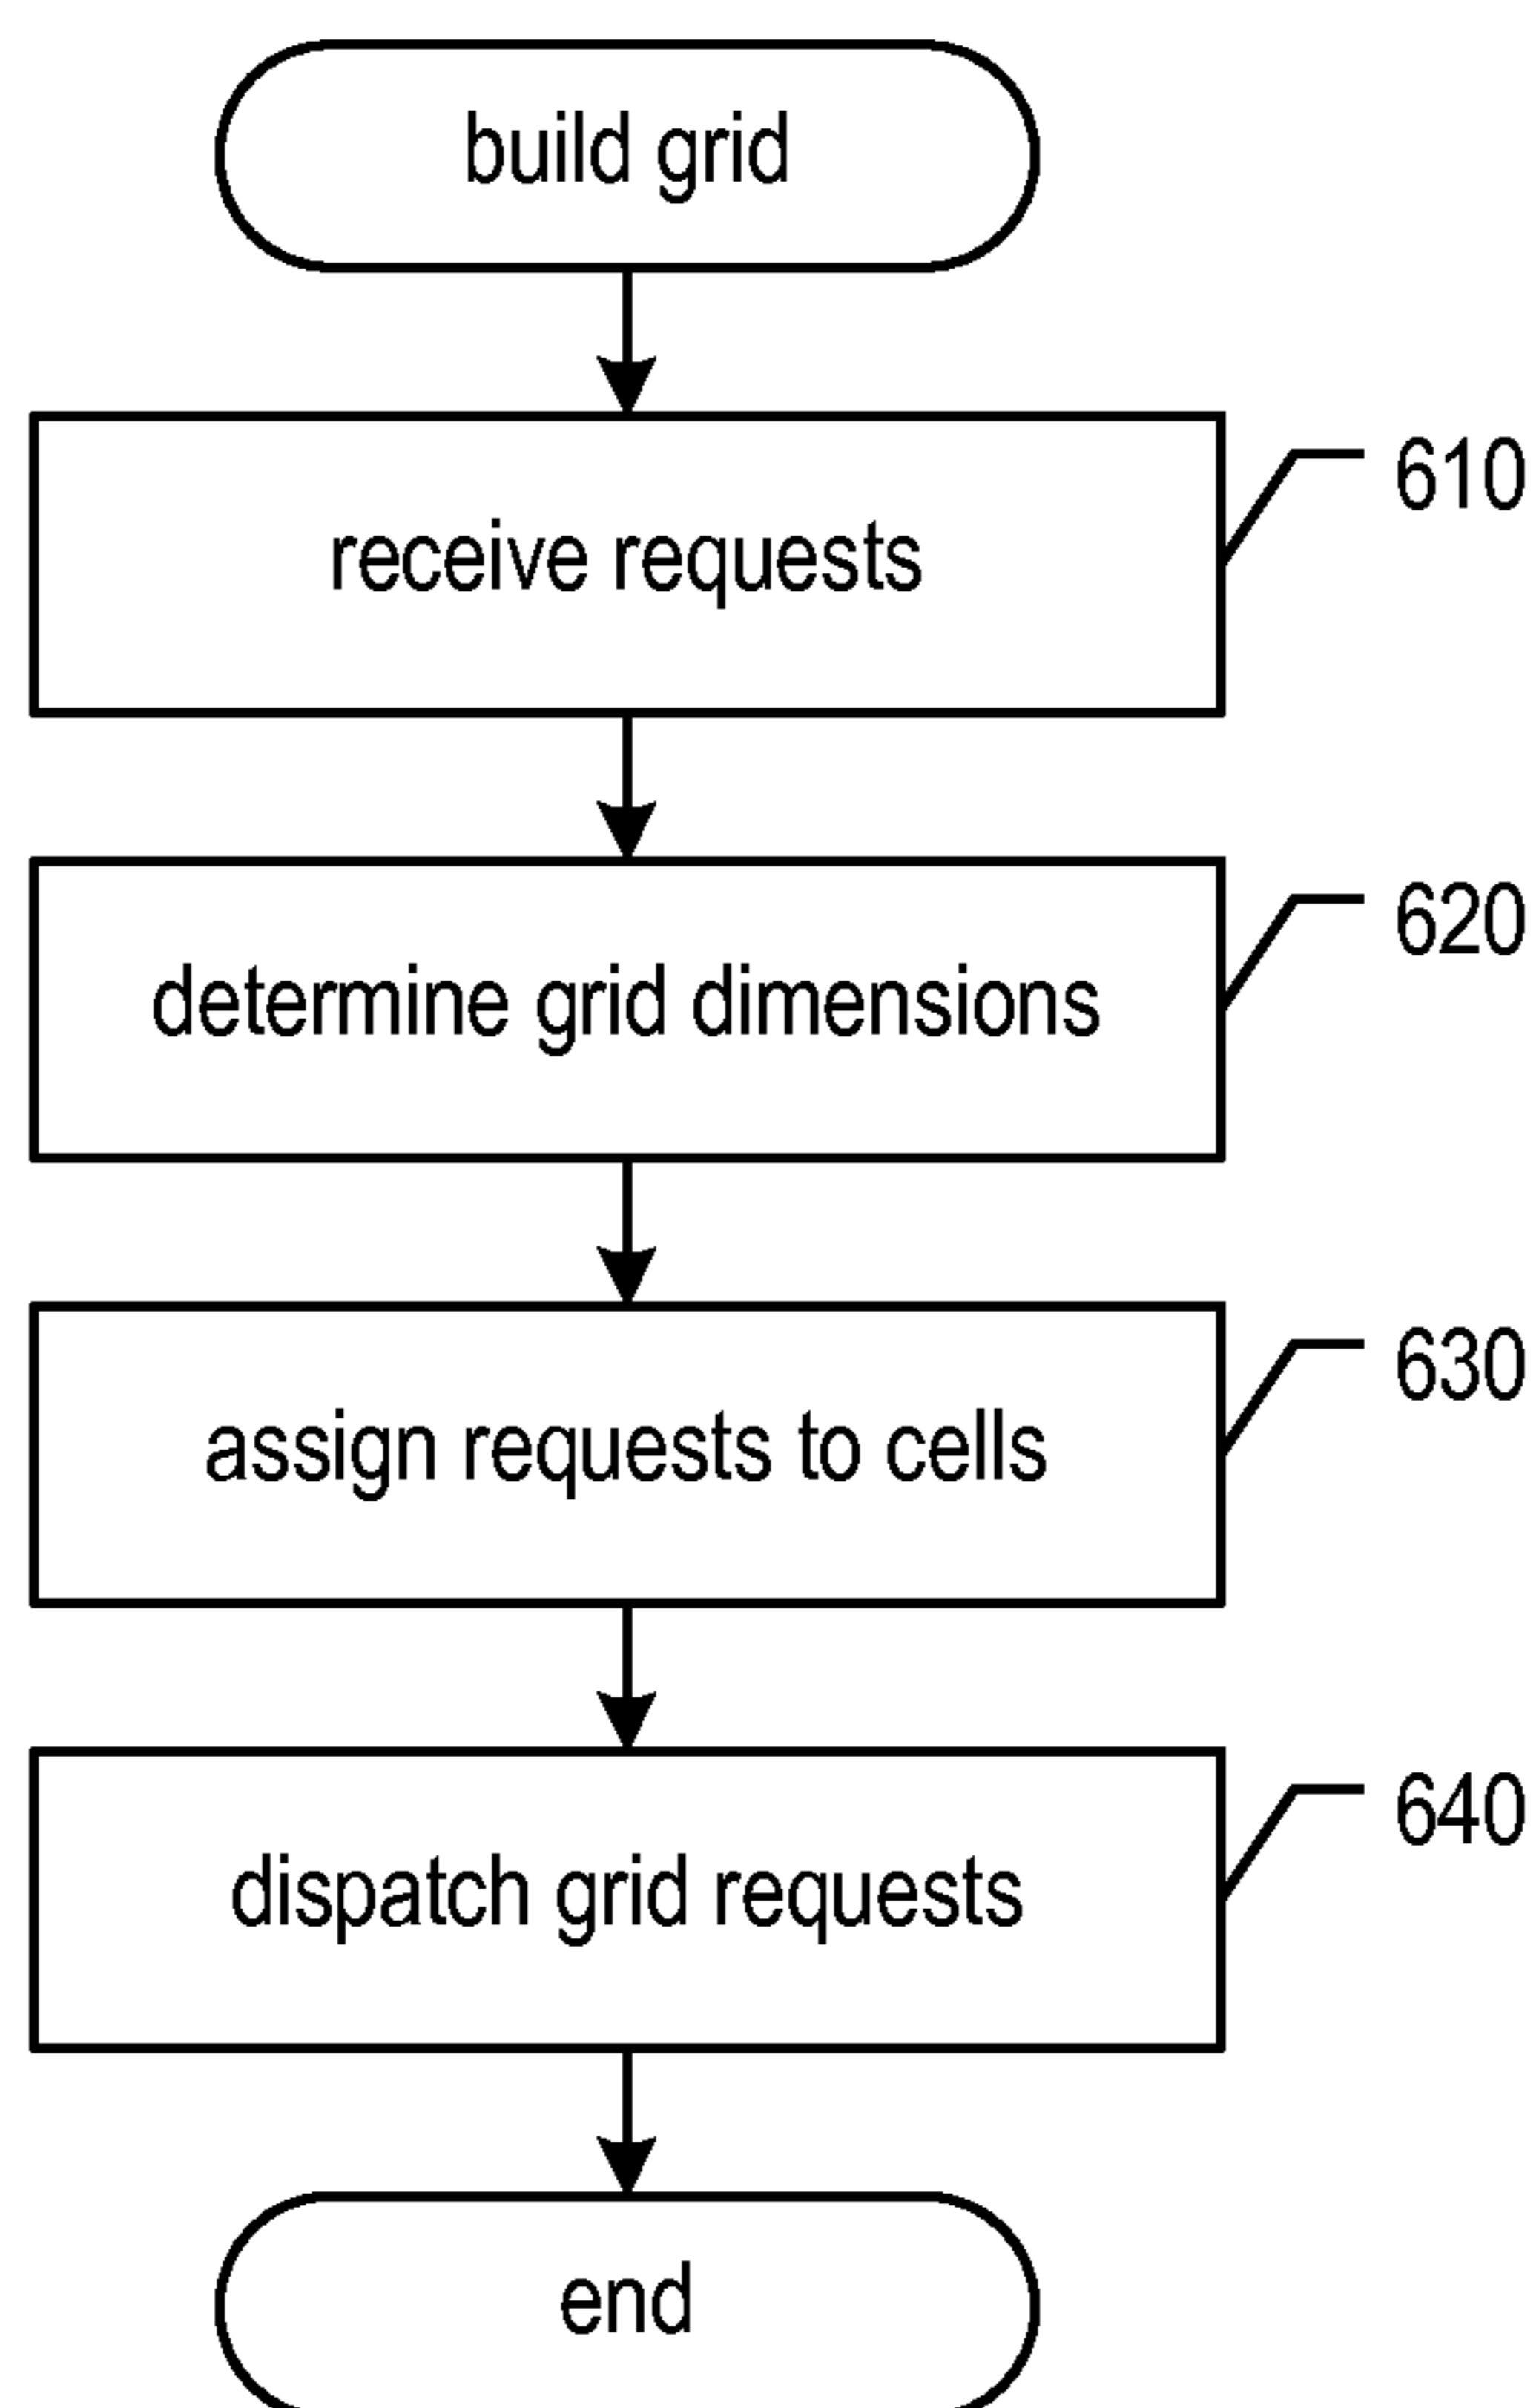 build grid
receive requests
610
determine grid dimensions
620
assign requests to cells
630
dispatch grid requests
640
end